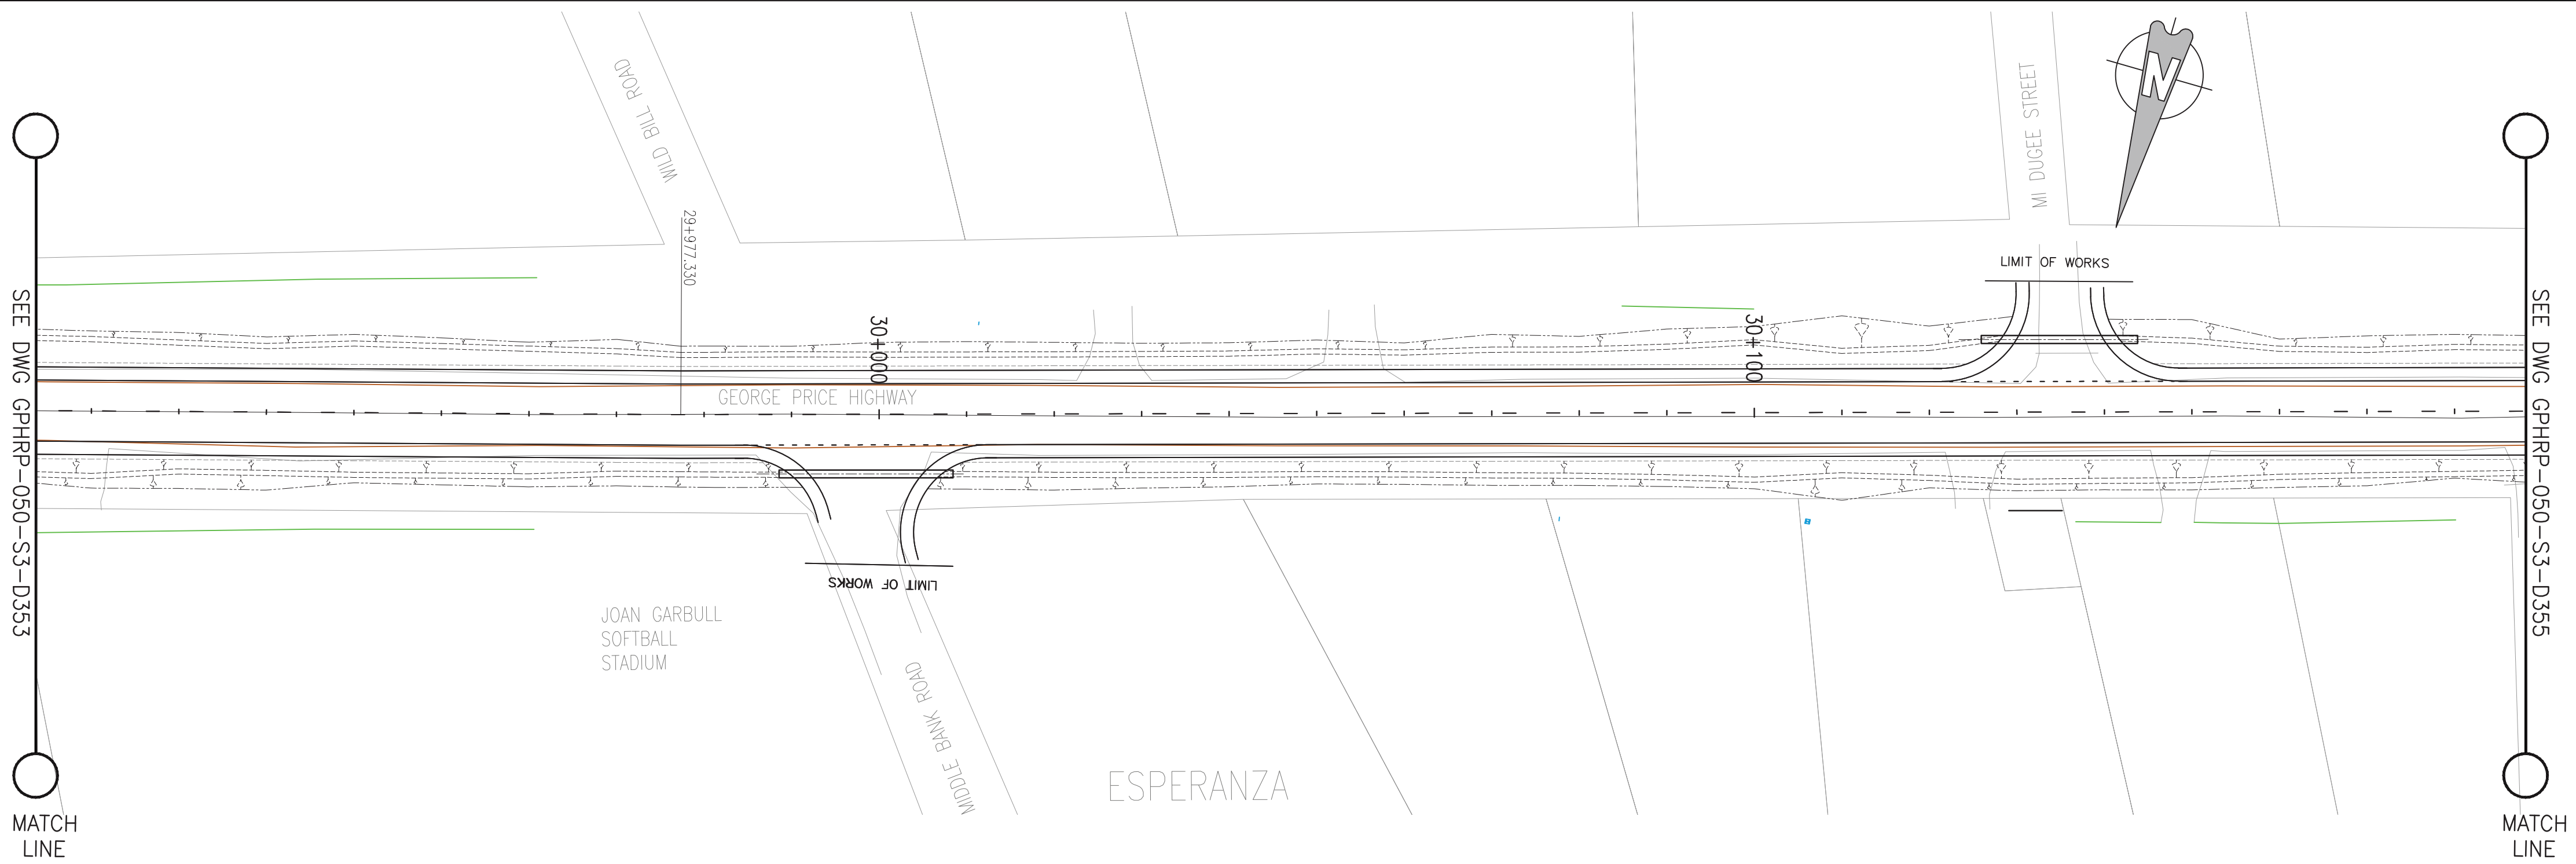 WILD BILL ROAD
MI DUGEE STREET
N
29+977.330
LIMIT OF WORKS
SEE DWG GPHRP-050-S3-D353
30+000
30+100
SEE DWG GPHRP-050-S3-D355
GEORGE PRICE HIGHWAY
LIMIT OF WORKS
JOAN GARBULL
SOFTBALL
STADIUM
MIDDLE BANK ROAD
ESPERANZA
MATCH
LINE
MATCH
LINE